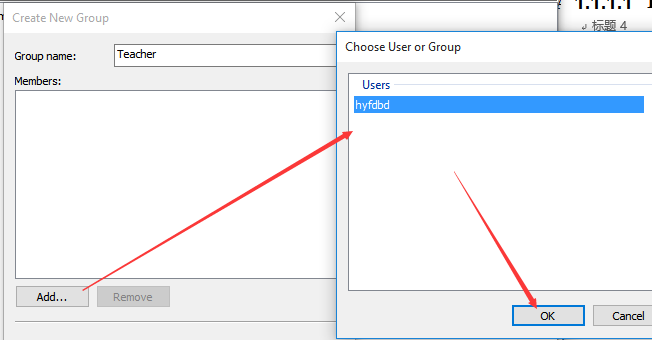 Create New Group
1.1.1.1
标题 4
Group name:
Teacher
Choose User or Group
Members:
Users
hyfdbd
Add...
Remove
OK
Cancel